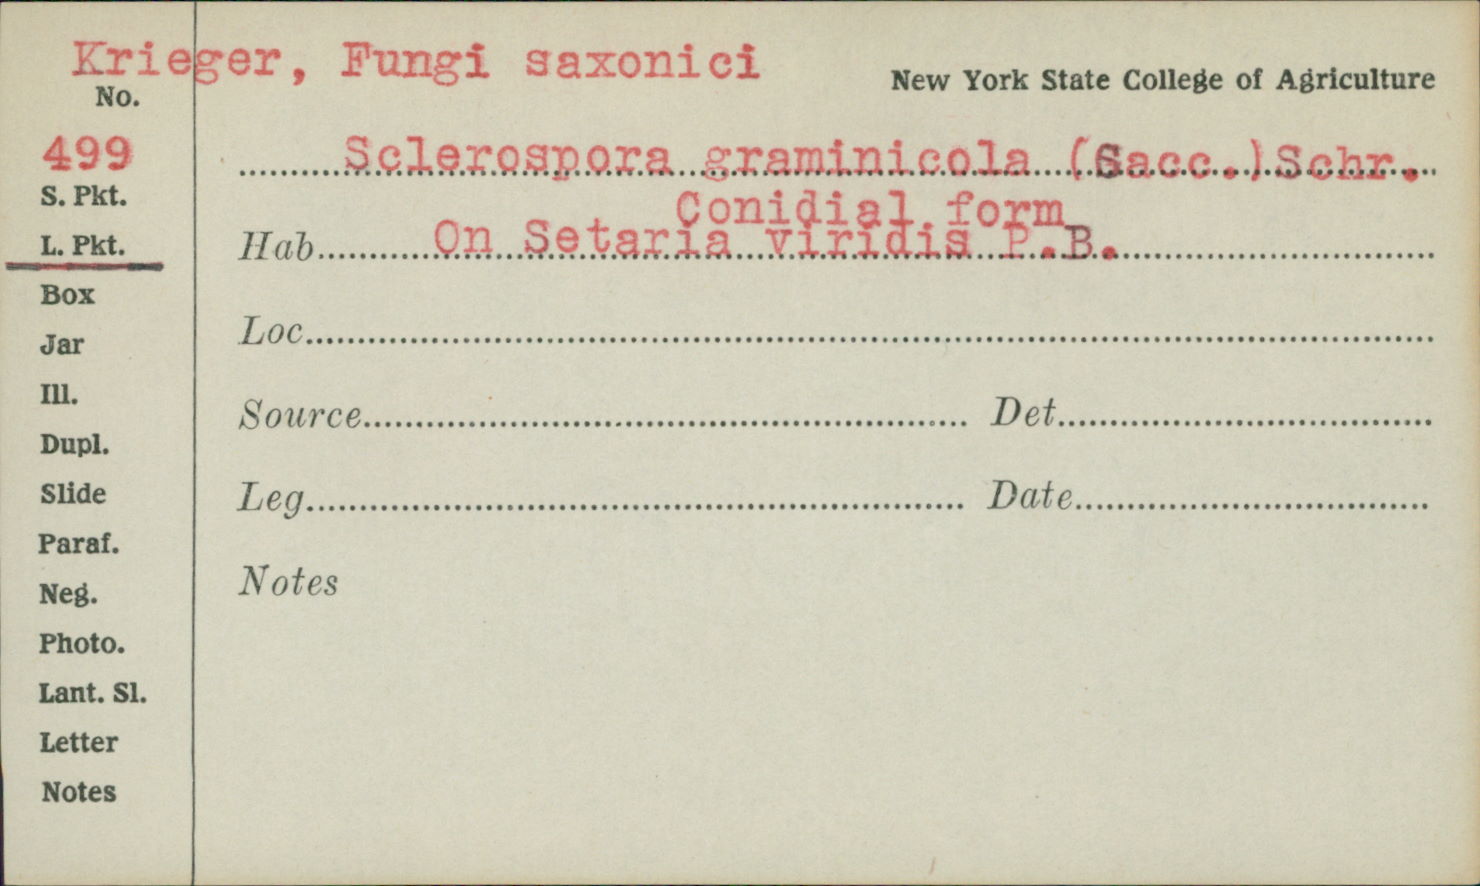 Krieger, Fungi saxonici
New York State College of Agriculture
No.
499
S. Pkt.
L. Pkt.
Box
Jar
Ill.
Dupl.
Slide
Paraf.
Neg.
Photo.
Lant. Sl.
Letter
Notes
Sclerospora graminicola (Sacc.)Schr.
Conidial form
Hab. On Setaria viridis P.B.
Loc.
Source. Det.
Leg. Date.
Notes